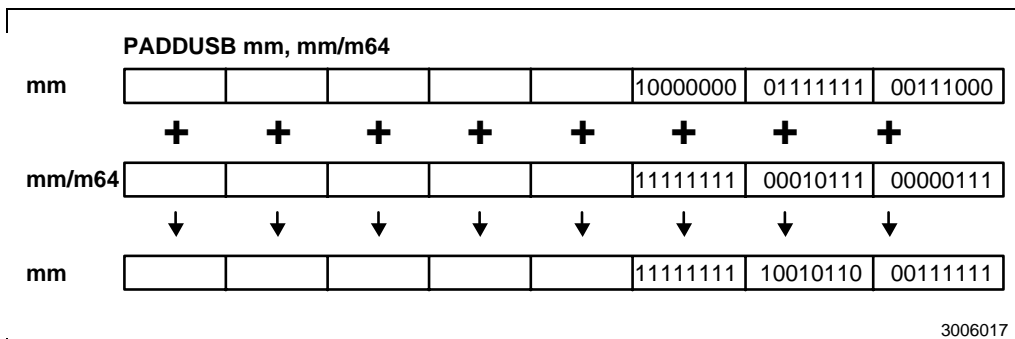 PADDUSB mm, mm/m64
mm 10000000 01111111 00111000
+ + + + + + + +
mm/m64 11111111 00010111 00000111
mm 11111111 10010110 00111111
3006017